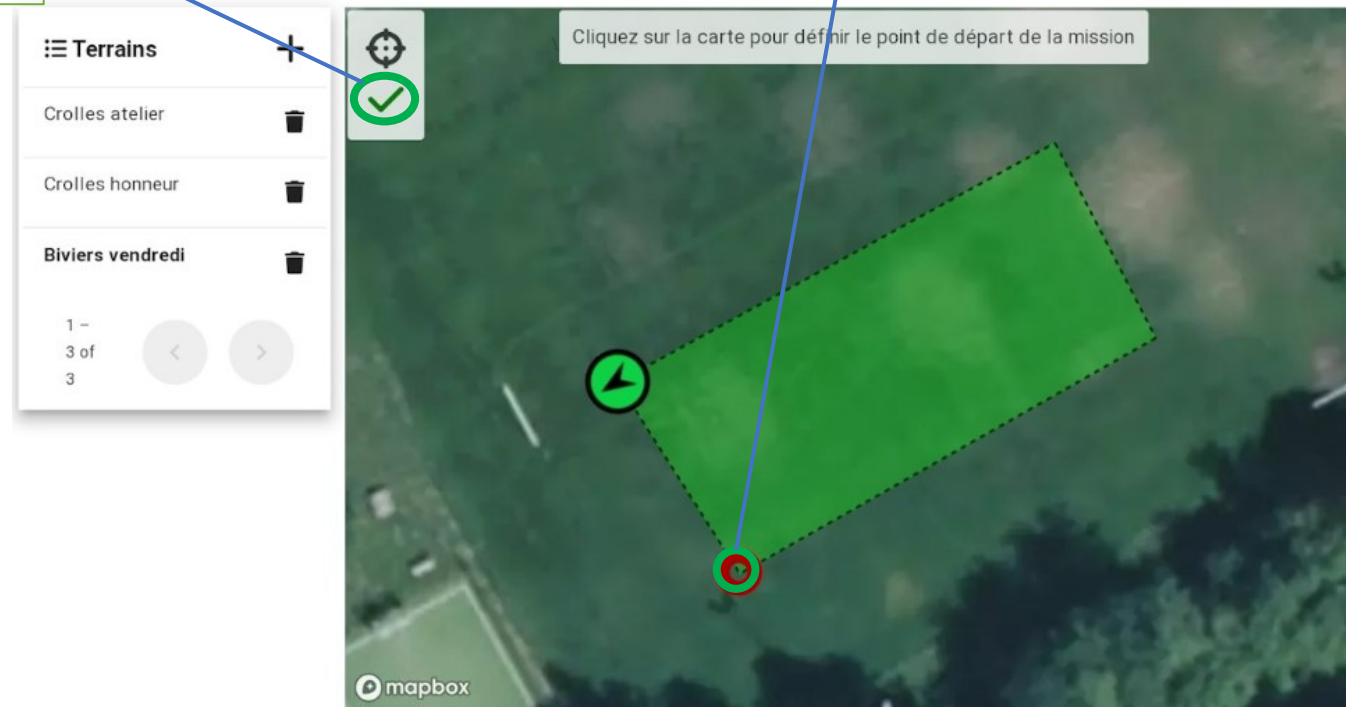 Terrains
Crolles atelier
Crolles honneur
Biviers vendredi
1 –
3 of
3
Cliquez sur la carte pour définir le point de départ de la mission
mapbox